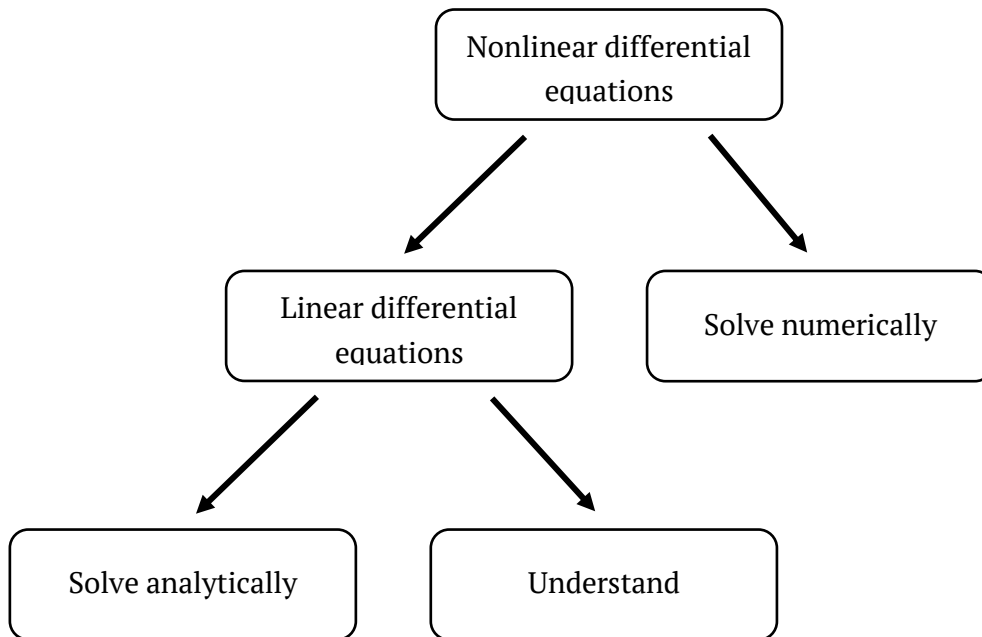 Nonlinear differential
equations
Linear differential
equations
Solve numerically
Solve analytically
Understand